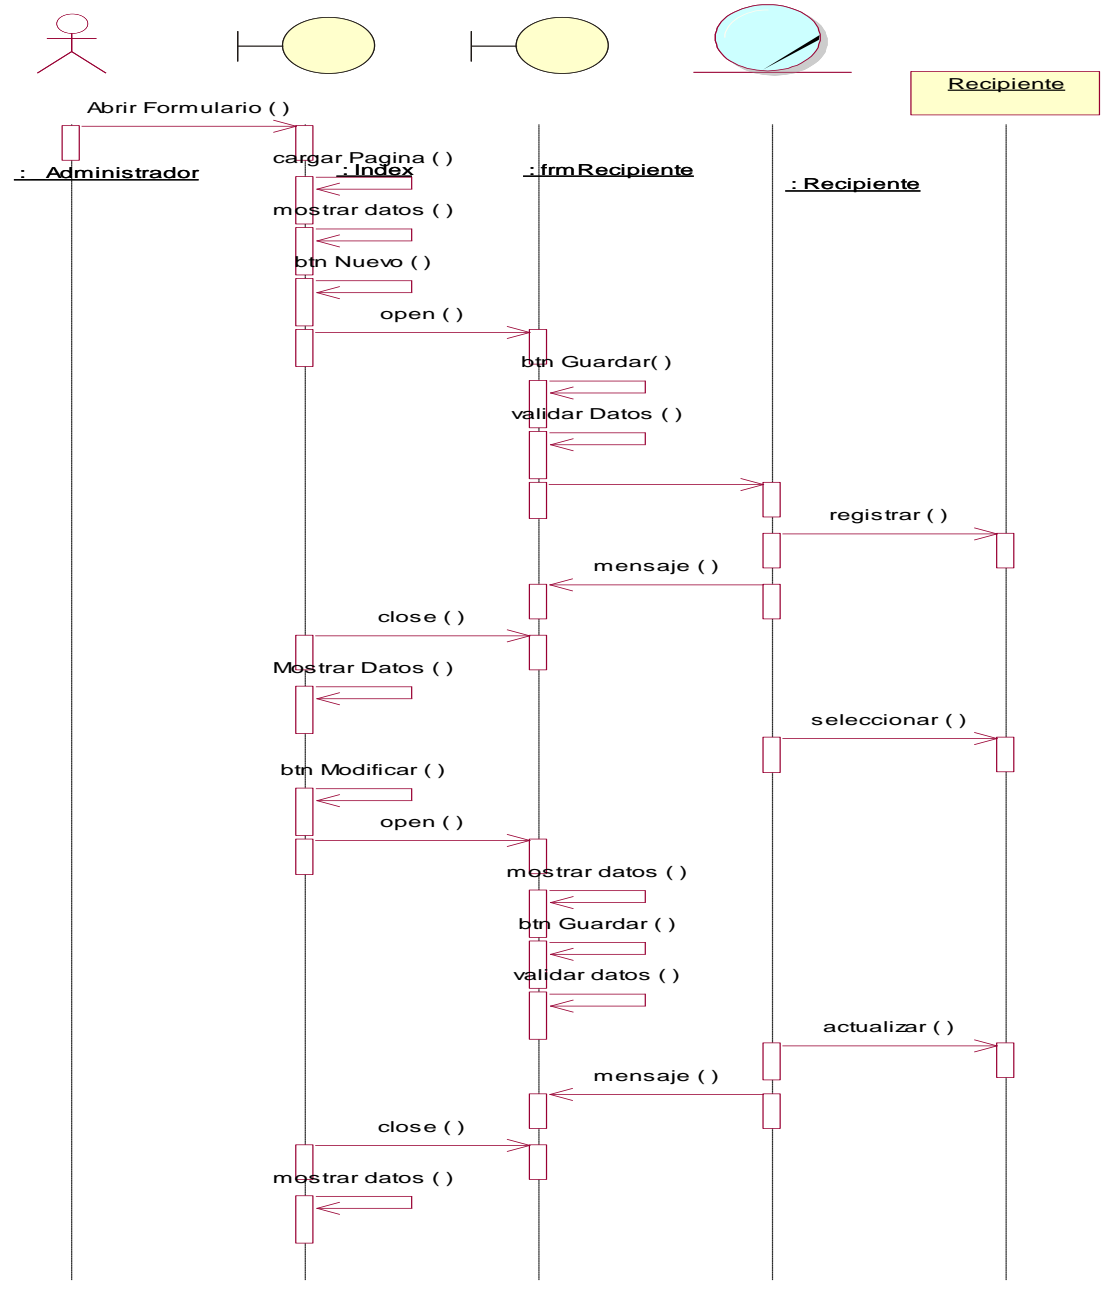 Recipiente
Abrir Formulario ( )
cargar Pagina ( )
: Administrador
: Index
: frmRecipiente
: Recipiente
mostrar datos ( )
btn Nuevo ( )
open ( )
btn Guardar( )
validar Datos ( )
registrar ( )
mensaje ( )
close ( )
Mostrar Datos ( )
seleccionar ( )
btn Modificar ( )
open ( )
mostrar datos ( )
btn Guardar ( )
validar datos ( )
actualizar ( )
mensaje ( )
close ( )
mostrar datos ( )